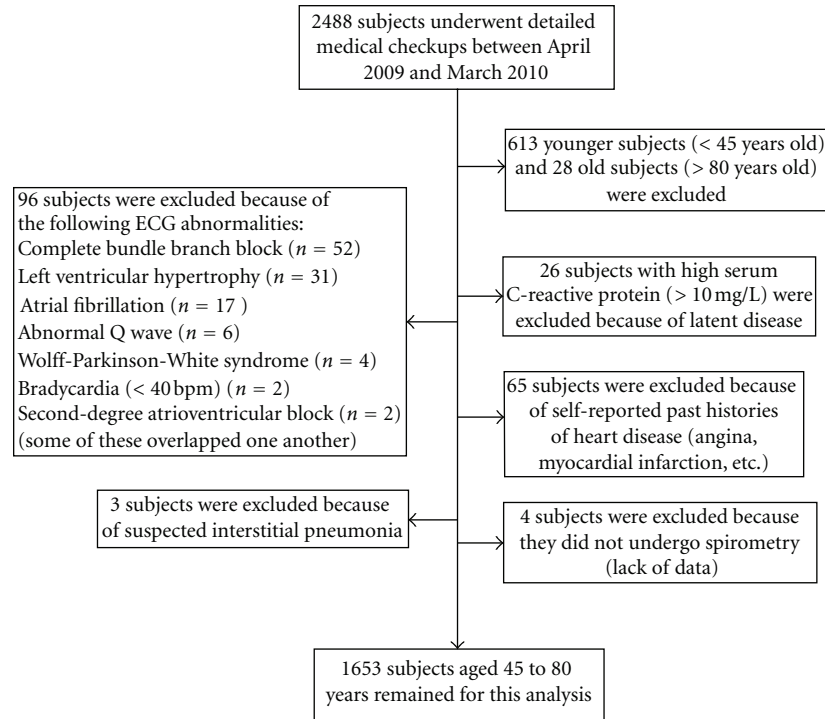 2488 subjects underwent detailed
medical checkups between April
2009 and March 2010
613 younger subjects (< 45 years old)
and 28 old subjects (> 80 years old)
were excluded
96 subjects were excluded because of
the following ECG abnormalities:
Complete bundle branch block (n = 52)
Left ventricular hypertrophy (n = 31)
Atrial fibrillation (n = 17 )
Abnormal Q wave (n = 6)
Wolff-Parkinson-White syndrome (n = 4)
Bradycardia (< 40 bpm) (n = 2)
Second-degree atrioventricular block (n = 2)
(some of these overlapped one another)
26 subjects with high serum
C-reactive protein (> 10 mg/L) were
excluded because of latent disease
65 subjects were excluded because
of self-reported past histories
of heart disease (angina,
myocardial infarction, etc.)
3 subjects were excluded because
of suspected interstitial pneumonia
4 subjects were excluded because
they did not undergo spirometry
(lack of data)
1653 subjects aged 45 to 80
years remained for this analysis